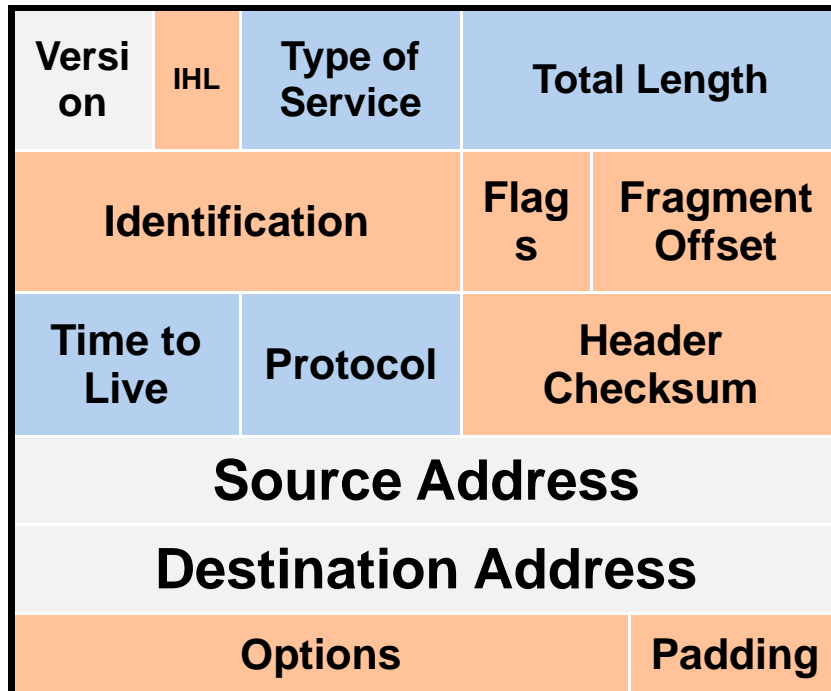 Versi
on
IHL
Type of
Service
Total Length
Identification
Flag
s
Fragment
Offset
Time to
Live
Protocol
Header
Checksum
Source Address
Destination Address
Options
Padding